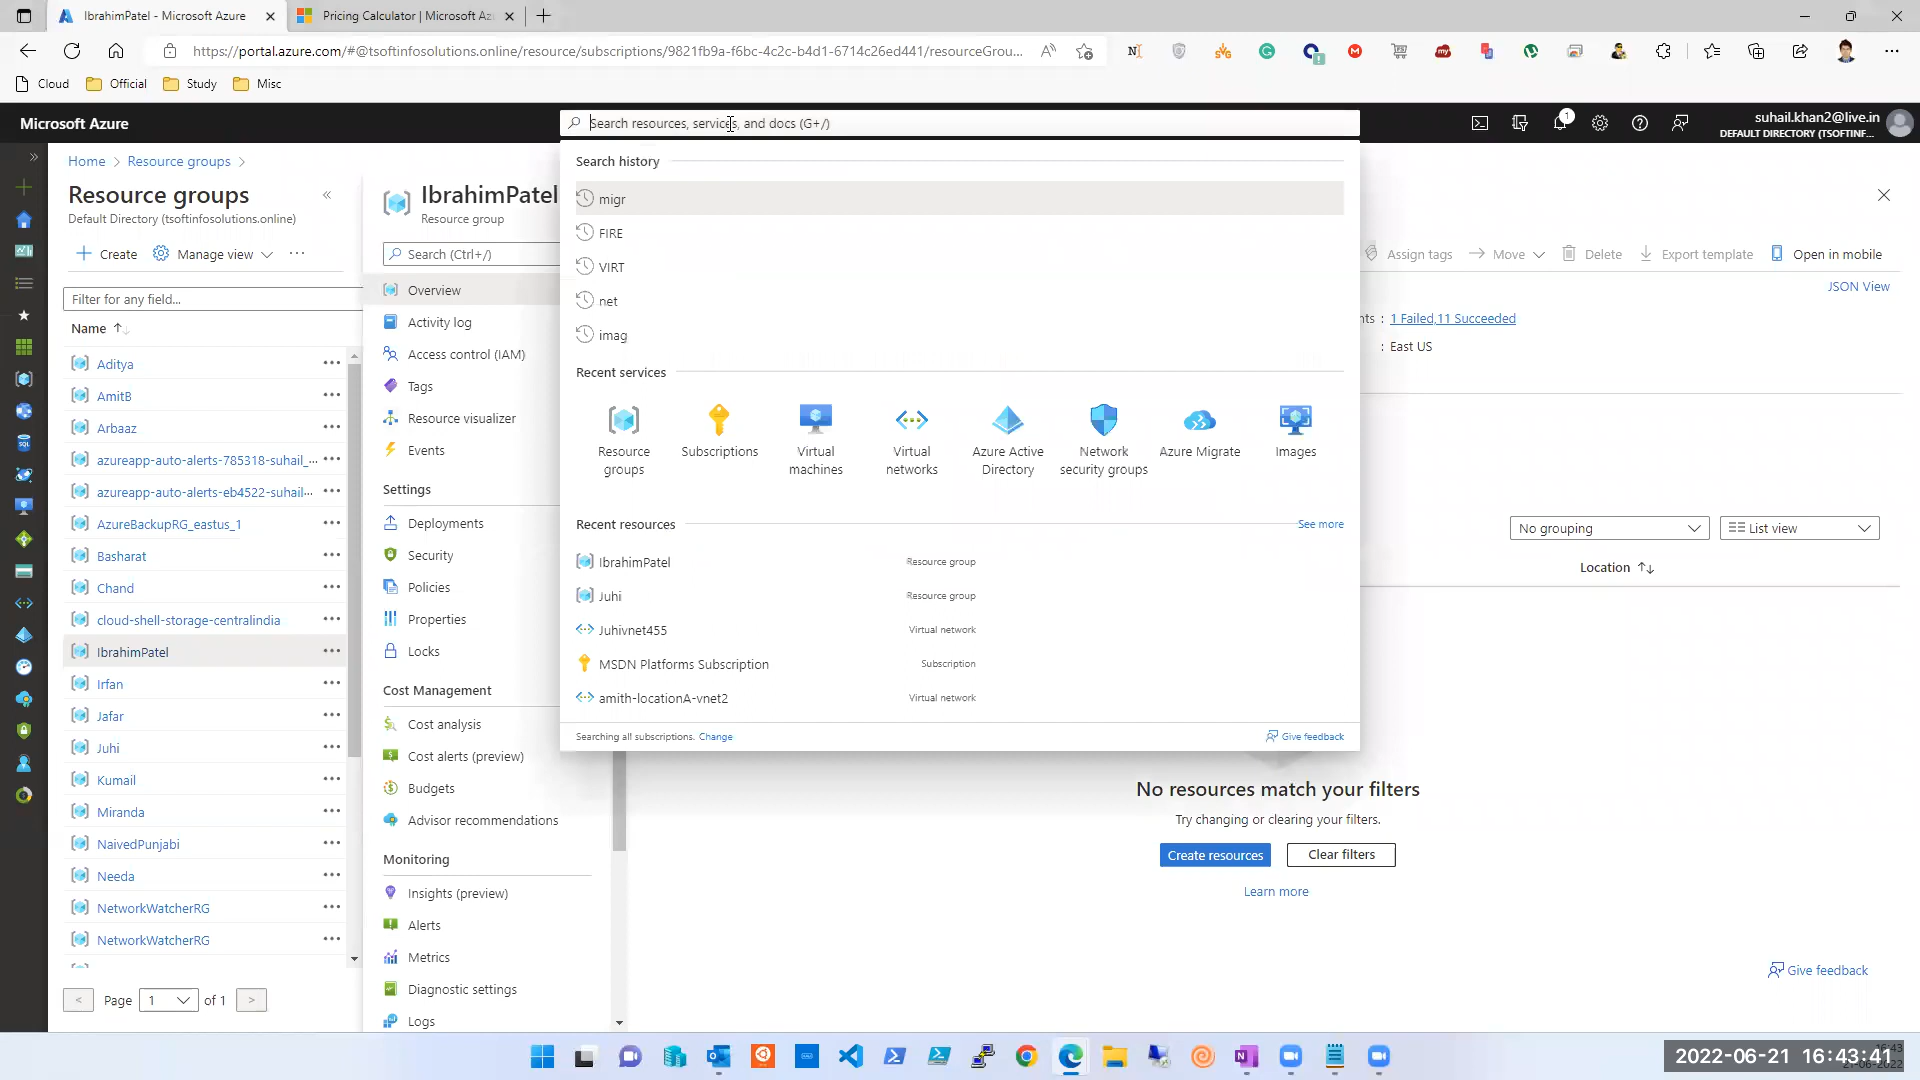 IbrahimPatel - Microsoft Azure
Pricing Calculator | Microsoft Az
https://portal.azure.com/#@tsoftinfosolutions.online/resource/subscriptions/9821fb9a-f6bc-4c2c-b4d1-6714c26ed441/resourceGrou...
Cloud
Official
Study
Misc
Microsoft Azure
Search resources, services, and docs (G+/)
1
suhail.khan2@live.in
DEFAULT DIRECTORY (TSOFTINF...
Home > Resource groups >
Resource groups
Default Directory (tsoftinfosolutions.online)
Create
Manage view
Filter for any field...
Name
Aditya
AmitB
Arbaaz
azureapp-auto-alerts-785318-suhail_...
azureapp-auto-alerts-eb4522-suhail...
AzureBackupRG_eastus_1
Basharat
Chand
cloud-shell-storage-centralindia
IbrahimPatel
Irfan
Jafar
Juhi
Kumail
Miranda
NaivedPunjabi
Needa
NetworkWatcherRG
NetworkWatcherRG
< Page 1 of 1 >
IbrahimPatel
Resource group
Search (Ctrl+/)
Overview
Activity log
Access control (IAM)
Tags
Resource visualizer
Events
Settings
Deployments
Security
Policies
Properties
Locks
Cost Management
Cost analysis
Cost alerts (preview)
Budgets
Advisor recommendations
Monitoring
Insights (preview)
Alerts
Metrics
Diagnostic settings
Logs
Search history
migr
FIRE
VIRT
net
imag
Recent services
Resource groups
Subscriptions
Virtual machines
Virtual networks
Azure Active Directory
Network security groups
Azure Migrate
Images
Recent resources
See more
IbrahimPatel Resource group
Juhi Resource group
Juhivnet455 Virtual network
MSDN Platforms Subscription Subscription
amith-locationA-vnet2 Virtual network
Searching all subscriptions. Change
Give feedback
Assign tags
Move
Delete
Export template
Open in mobile
JSON View
nts : 1 Failed,11 Succeeded
: East US
No grouping
List view
Location
No resources match your filters
Try changing or clearing your filters.
Create resources
Clear filters
Learn more
Give feedback
2022-06-21 16:43:41